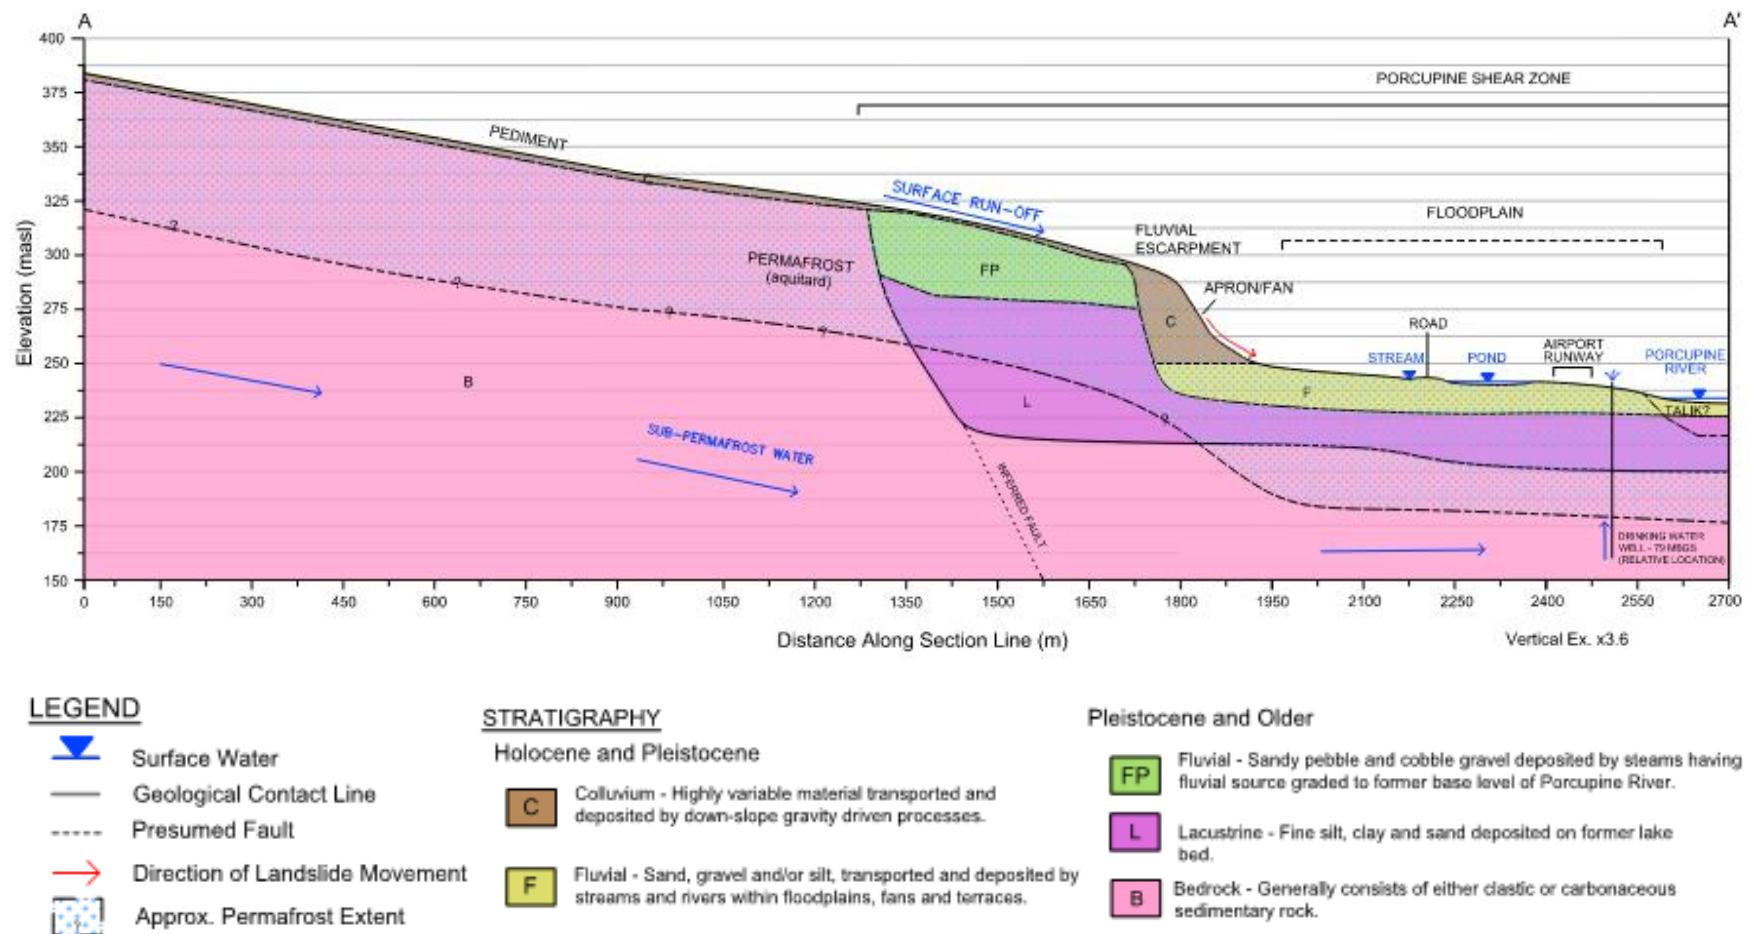 A A'
PORCUPINE SHEAR ZONE
PEDIMENT
C
SURFACE RUN-OFF
FLOODPLAIN
FLUVIAL
ESCARPMENT
PERMAFROST
(aquitard)
FP
APRON/FAN
C
ROAD
AIRPORT
RUNWAY
STREAM
POND
PORCUPINE
RIVER
B
L
F
TALIK?
SUB-PERMAFROST WATER
INFERRED FAULT
DRINKING WATER
WELL - 79 MBGS
(RELATIVE LOCATION)
? ? ? ? ?
Elevation (masl)
400
375
350
325
300
275
250
225
200
175
150
0 150 300 450 600 750 900 1050 1200 1350 1500 1650 1800 1950 2100 2250 2400 2550 2700
Distance Along Section Line (m)
Vertical Ex. x3.6
LEGEND
Surface Water
Geological Contact Line
Presumed Fault
Direction of Landslide Movement
?
Approx. Permafrost Extent
STRATIGRAPHY
Holocene and Pleistocene
C
Colluvium - Highly variable material transported and
deposited by down-slope gravity driven processes.
F
Fluvial - Sand, gravel and/or silt, transported and deposited by
streams and rivers within floodplains, fans and terraces.
Pleistocene and Older
FP
Fluvial - Sandy pebble and cobble gravel deposited by steams having
fluvial source graded to former base level of Porcupine River.
L
Lacustrine - Fine silt, clay and sand deposited on former lake
bed.
B
Bedrock - Generally consists of either clastic or carbonaceous
sedimentary rock.